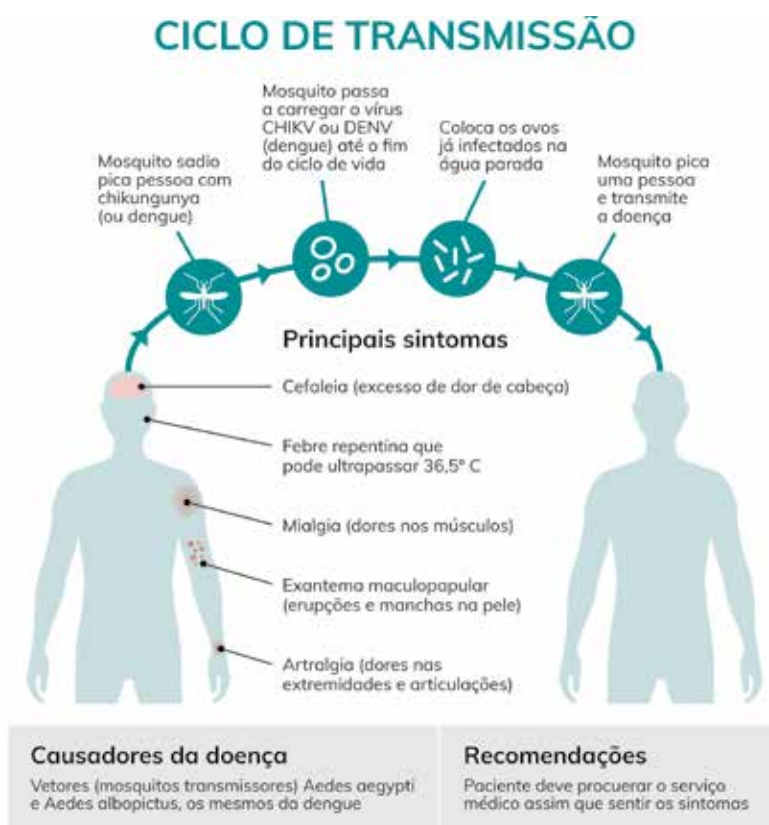 CICLO DE TRANSMISSÃO
Mosquito sadio
pica pessoa com
chikungunya
(ou dengue)
Mosquito passa
a carregar o vírus
CHIKV ou DENV
(dengue) até o fim
do ciclo de vida
Coloca os ovos
já infectados na
água parada
Mosquito pica
uma pessoa
e transmite
a doença
Principais sintomas
Cefaleia (excesso de dor de cabeça)
Febre repentina que
pode ultrapassar 36,5º C
Mialgia (dores nos músculos)
Exantema maculopapular
(erupções e manchas na pele)
Artralgia (dores nas
extremidades e articulações)
Causadores da doença
Vetores (mosquitos transmissores) Aedes aegypti
e Aedes albopictus, os mesmos da dengue
Recomendações
Paciente deve procuerar o serviço
médico assim que sentir os sintomas